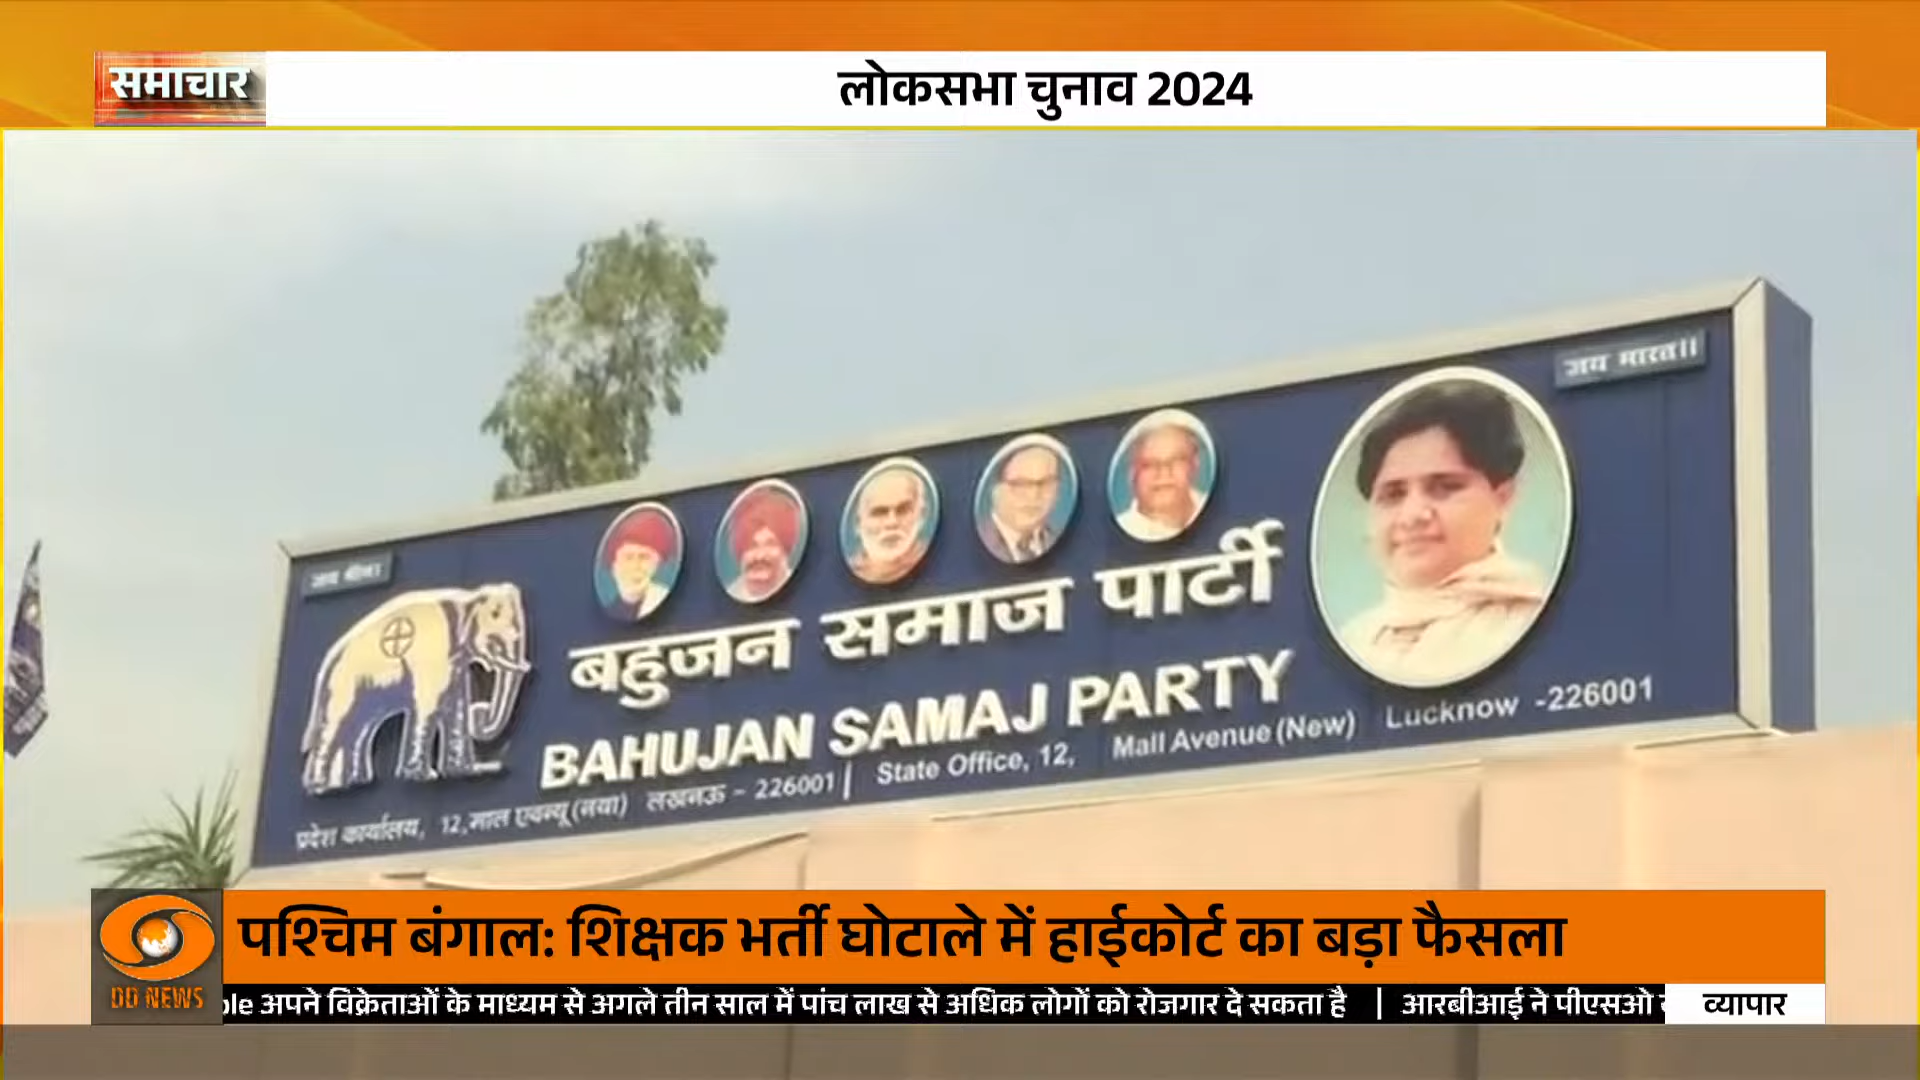 समाचार
लोकसभा चुनाव 2024
जय भीम।
जय भारत।।
बहुजन समाज पार्टी
BAHUJAN SAMAJ PARTY
प्रदेश कार्यालय, 12,माल एवन्यू (नया) लखनऊ - 226001 | State Office, 12, Mall Avenue (New) Lucknow -226001
पश्चिम बंगाल: शिक्षक भर्ती घोटाले में हाईकोर्ट का बड़ा फैसला
DD NEWS
अपने विक्रेताओं के माध्यम से अगले तीन साल में पांच लाख से अधिक लोगों को रोजगार दे सकता है | आरबीआई ने पीएसओ
व्यापार